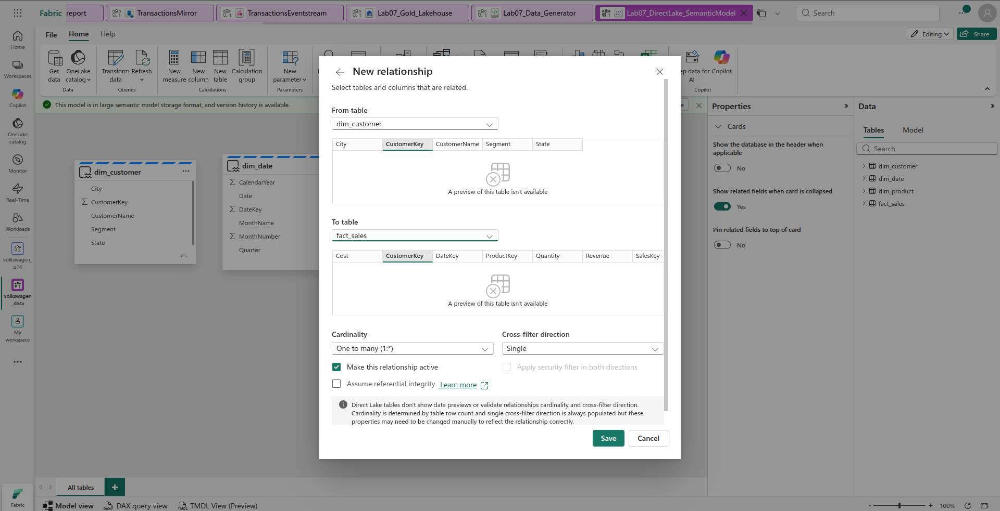 Fabric
report
TransactionsMirror
TransactionsEventstream
Lab07_Gold_Lakehouse
Lab07_Data_Generator
Lab07_DirectLake_SemanticModel
Search
File
Home
Help
Editing
Share
Home
Workspaces
Copilot
OneLake
catalog
Monitor
Real-Time
Workloads
volkswagen_
u14
volkswagen
_data
My
workspace
Fabric
Get
data
OneLake
catalog
Data
Transform
data
Refresh
Queries
New
measure
New
column
New
table
Calculation
group
Calculations
New
parameter
Parameters
ep data for
AI
Copilot
Copilot
This model is in large semantic model storage format, and version history is available.
dim_customer
City
CustomerKey
CustomerName
Segment
State
dim_date
CalendarYear
Date
DateKey
MonthName
MonthNumber
Quarter
New relationship
Select tables and columns that are related.
From table
dim_customer
City CustomerKey CustomerName Segment State
A preview of this table isn't available
To table
fact_sales
Cost CustomerKey DateKey ProductKey Quantity Revenue SalesKey
A preview of this table isn't available
Cardinality
One to many (1:*)
Cross-filter direction
Single
Make this relationship active
Apply security filter in both directions
Assume referential integrity Learn more
Direct Lake tables don't show data previews or validate relationships cardinality and cross-filter direction.
Cardinality is determined by table row count and single cross-filter direction is always populated but these
properties may need to be changed manually to reflect the relationship correctly.
Save
Cancel
Properties
Cards
Show the database in the header when
applicable
No
Show related fields when card is collapsed
Yes
Pin related fields to top of card
No
Data
Tables
Model
Search
dim_customer
dim_date
dim_product
fact_sales
All tables
Model view
DAX query view
TMDL View (Preview)
- + 100%